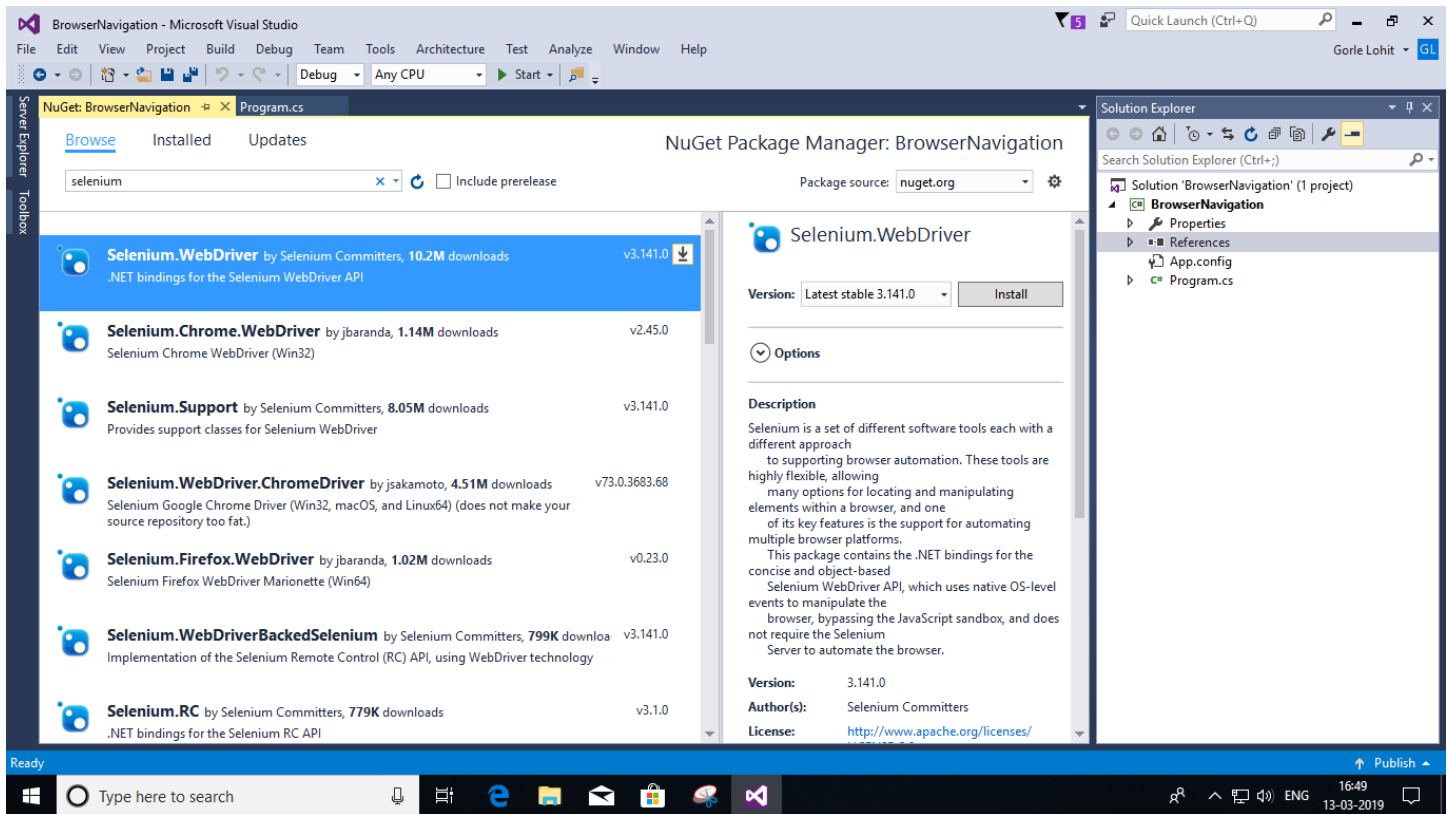 BrowserNavigation - Microsoft Visual Studio
5
Quick Launch (Ctrl+Q)
File Edit View Project Build Debug Team Tools Architecture Test Analyze Window Help
Gorle Lohit GL
Debug Any CPU Start
Server Explorer
Toolbox
NuGet: BrowserNavigation Program.cs
Browse Installed Updates
NuGet Package Manager: BrowserNavigation
selenium
Include prerelease
Package source: nuget.org
Selenium.WebDriver by Selenium Committers, 10.2M downloads v3.141.0
.NET bindings for the Selenium WebDriver API
Selenium.Chrome.WebDriver by jbaranda, 1.14M downloads v2.45.0
Selenium Chrome WebDriver (Win32)
Selenium.Support by Selenium Committers, 8.05M downloads v3.141.0
Provides support classes for Selenium WebDriver
Selenium.WebDriver.ChromeDriver by jsakamoto, 4.51M downloads v73.0.3683.68
Selenium Google Chrome Driver (Win32, macOS, and Linux64) (does not make your
source repository too fat.)
Selenium.Firefox.WebDriver by jbaranda, 1.02M downloads v0.23.0
Selenium Firefox WebDriver Marionette (Win64)
Selenium.WebDriverBackedSelenium by Selenium Committers, 799K downloa v3.141.0
Implementation of the Selenium Remote Control (RC) API, using WebDriver technology
Selenium.RC by Selenium Committers, 779K downloads v3.1.0
.NET bindings for the Selenium RC API
Selenium.WebDriver
Version: Latest stable 3.141.0 Install
Options
Description
Selenium is a set of different software tools each with a
different approach
to supporting browser automation. These tools are
highly flexible, allowing
many options for locating and manipulating
elements within a browser, and one
of its key features is the support for automating
multiple browser platforms.
This package contains the .NET bindings for the
concise and object-based
Selenium WebDriver API, which uses native OS-level
events to manipulate the
browser, bypassing the JavaScript sandbox, and does
not require the Selenium
Server to automate the browser.
Version: 3.141.0
Author(s): Selenium Committers
License: http://www.apache.org/licenses/
Solution Explorer
Search Solution Explorer (Ctrl+;)
Solution 'BrowserNavigation' (1 project)
C# BrowserNavigation
Properties
References
App.config
C# Program.cs
Ready
Publish
Type here to search
ENG
16:49
13-03-2019